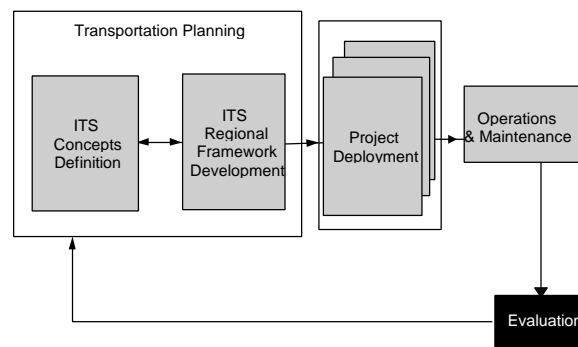 Transportation Planning
ITS
Concepts
Definition
ITS
Regional
Framework
Development
Project
Deployment
Operations
& Maintenance
Evaluation